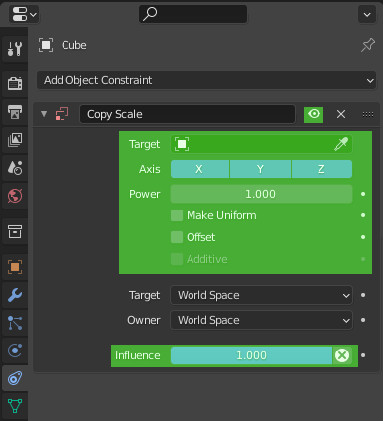 Cube
Add Object Constraint
Copy Scale
Target
Axis X Y Z
Power 1.000
Make Uniform
Offset
Additive
Target World Space
Owner World Space
Influence 1.000